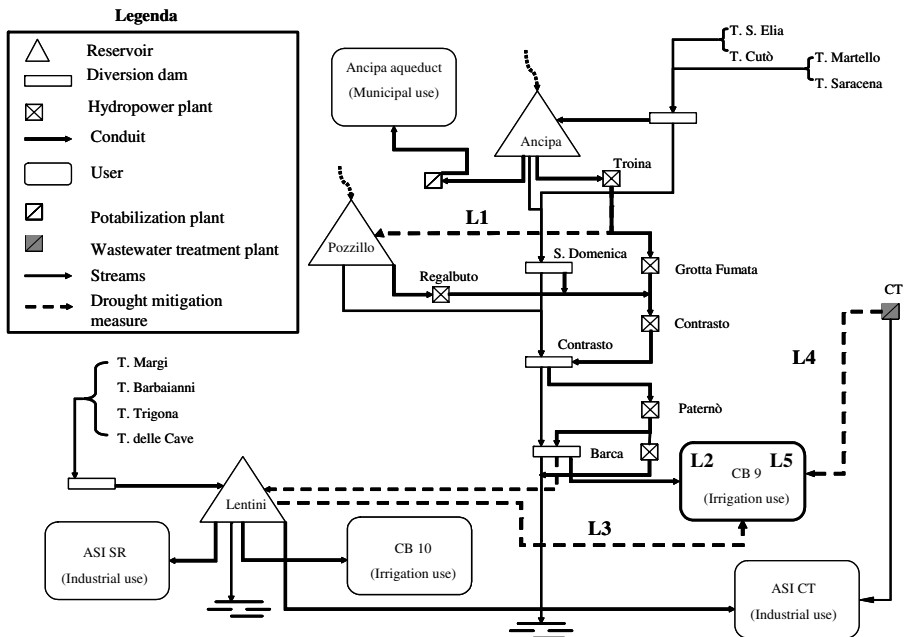 Legenda
Reservoir
Diversion dam
Hydropower plant
Conduit
User
Potabilization plant
Wastewater treatment plant
Streams
Drought mitigation
measure
Ancipa aqueduct
(Municipal use)
T. S. Elia
T. Cutò
T. Martello
T. Saracena
Ancipa
Troina
L1
Pozzillo
S. Domenica
Grotta Fumata
Regalbuto
Contrasto
CT
Contrasto
L4
T. Margi
T. Barbaianni
T. Trigona
T. delle Cave
Paternò
Barca
L2
L5
CB 9
(Irrigation use)
Lentini
L3
ASI SR
(Industrial use)
CB 10
(Irrigation use)
ASI CT
(Industrial use)